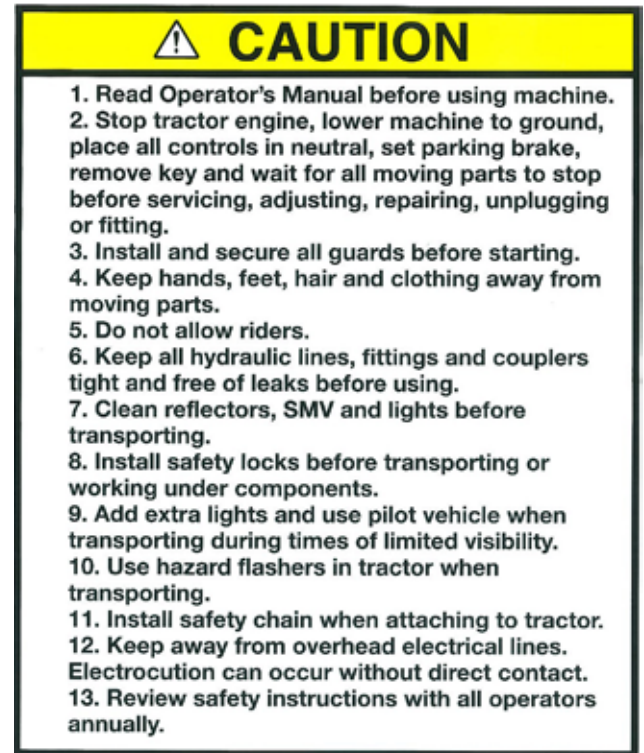 CAUTION
1. Read Operator's Manual before using machine.
2. Stop tractor engine, lower machine to ground,
place all controls in neutral, set parking brake,
remove key and wait for all moving parts to stop
before servicing, adjusting, repairing, unplugging
or fitting.
3. Install and secure all guards before starting.
4. Keep hands, feet, hair and clothing away from
moving parts.
5. Do not allow riders.
6. Keep all hydraulic lines, fittings and couplers
tight and free of leaks before using.
7. Clean reflectors, SMV and lights before
transporting.
8. Install safety locks before transporting or
working under components.
9. Add extra lights and use pilot vehicle when
transporting during times of limited visibility.
10. Use hazard flashers in tractor when
transporting.
11. Install safety chain when attaching to tractor.
12. Keep away from overhead electrical lines.
Electrocution can occur without direct contact.
13. Review safety instructions with all operators
annually.